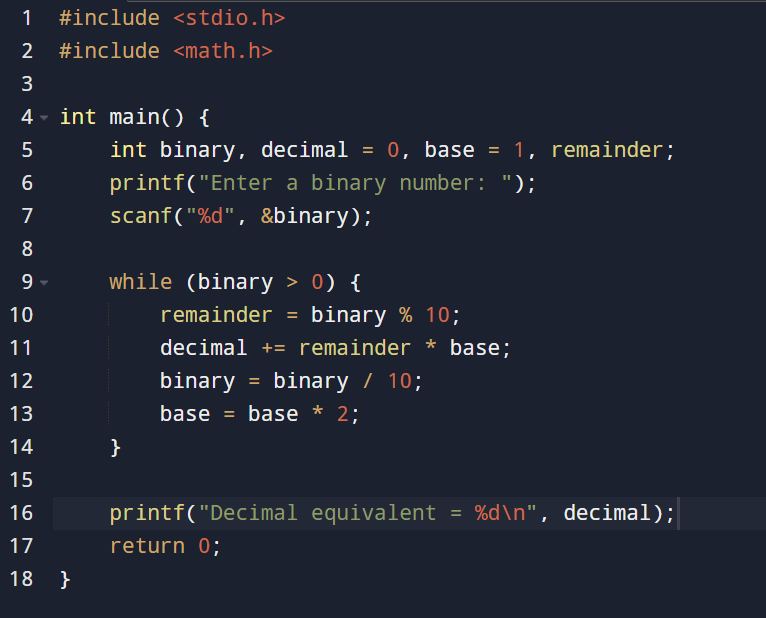 1 #include <stdio.h>
2 #include <math.h>
3
4 int main() {
5     int binary, decimal = 0, base = 1, remainder;
6     printf("Enter a binary number: ");
7     scanf("%d", &binary);
8
9     while (binary > 0) {
10         remainder = binary % 10;
11         decimal += remainder * base;
12         binary = binary / 10;
13         base = base * 2;
14     }
15
16     printf("Decimal equivalent = %d\n", decimal);
17     return 0;
18 }